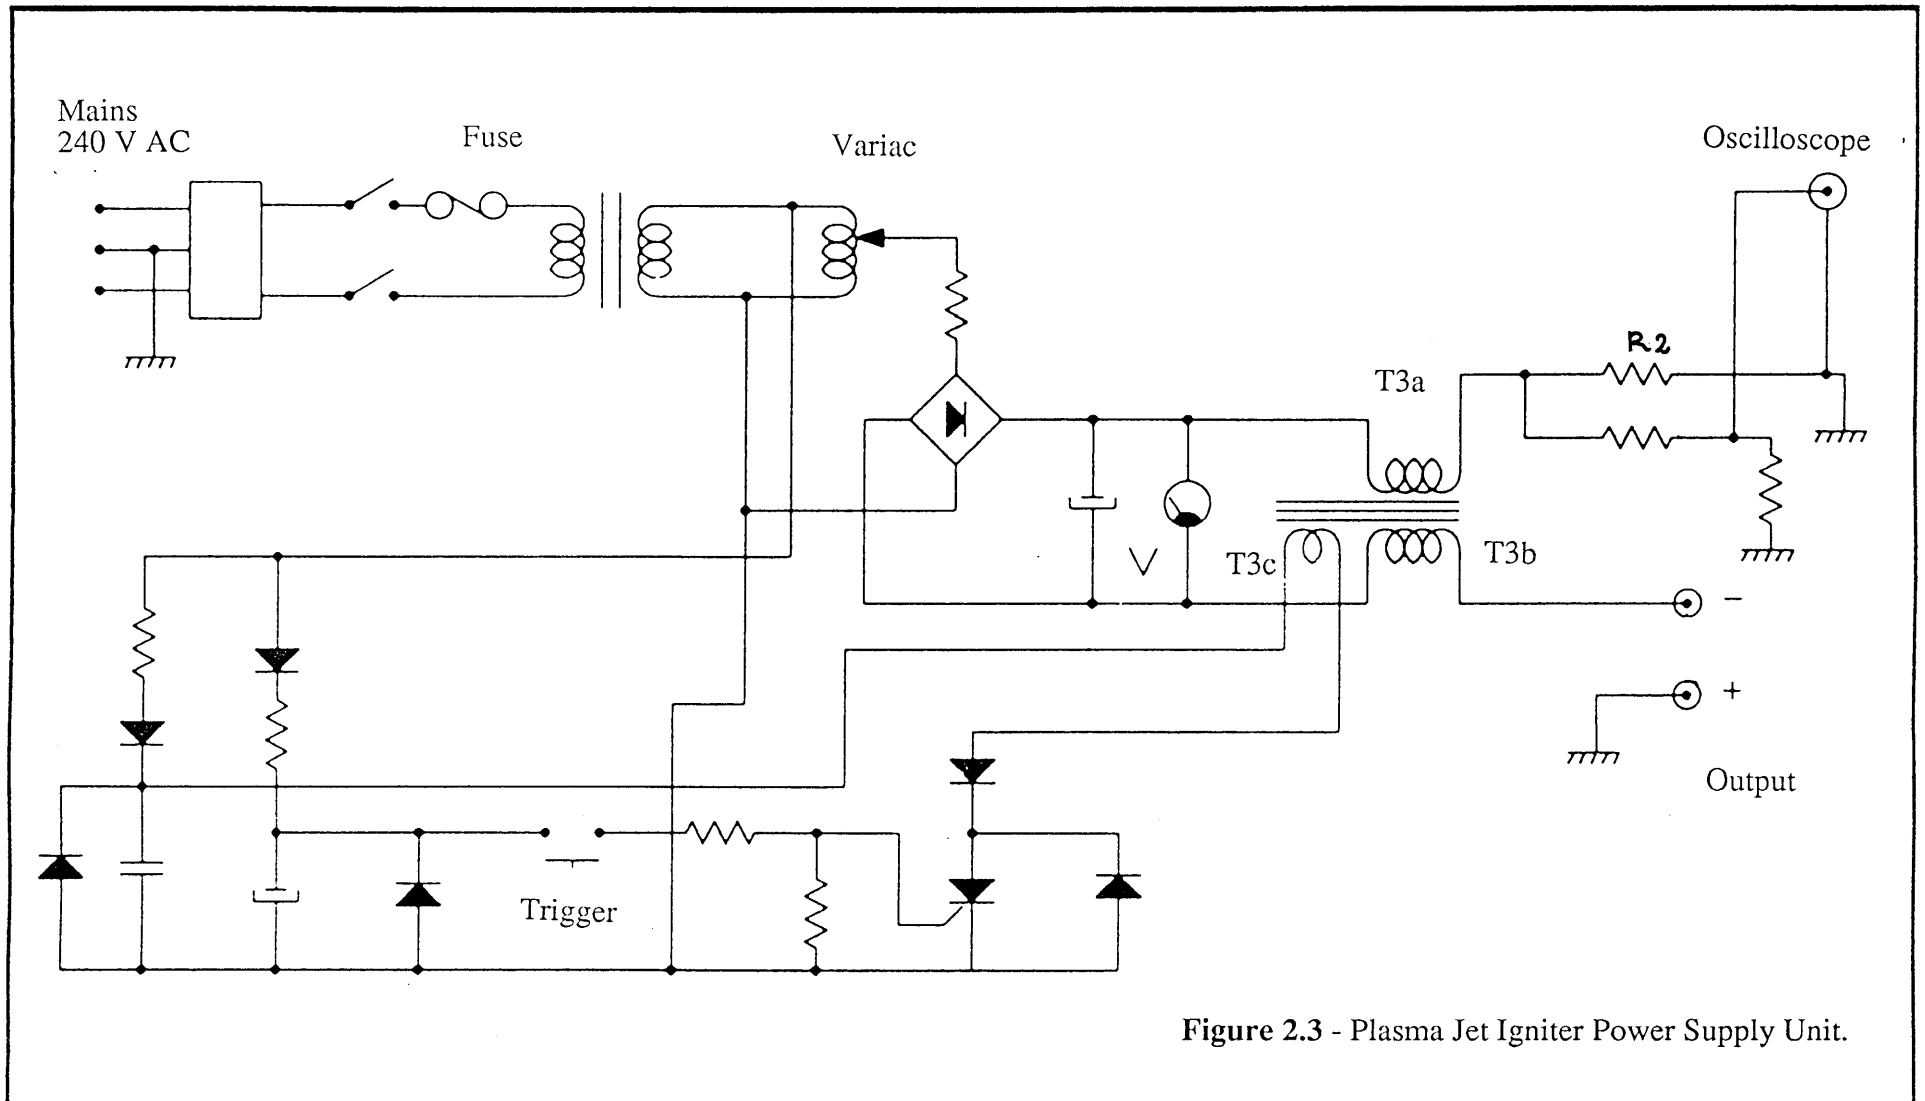 Mains
240 V AC
Fuse
Variac
Oscilloscope
R2
T3a
T3c
V
T3b
−
+
Output
Trigger
Figure 2.3 - Plasma Jet Igniter Power Supply Unit.